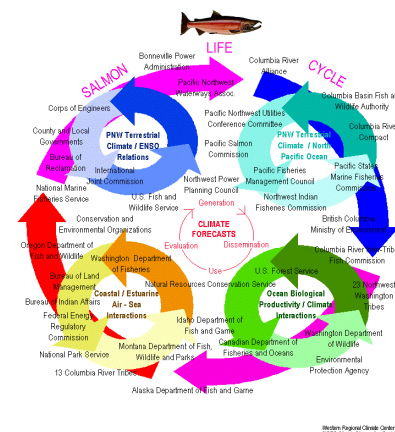 SALMON
LIFE
CYCLE
Bonneville Power
Administration
Columbia River
Alliance
Pacific Northwest
Waterways Assoc.
Columbia Basin Fish a
Wildlife Authority
Corps of Engineers
PNW Terrestrial
Climate / ENSO
Relations
Pacific Northwest Utilities
Conference Committee
PNW Terrestrial
Climate / North
Pacific Ocean
Columbia River
Compact
County and Local
Governments
Pacific Salmon
Commission
Bureau of
Reclamation
International
Joint Commission
Pacific Fisheries
Management Council
Pacific States
Marine Fisheries
Commission
National Marine
Fisheries Service
Northwest Power
Planning Council
U.S. Fish and
Wildlife Service
Northwest Indian
Fisheries Commission
Generation
British Columbia
Ministry of Environment
Conservation and
Environmental Organizations
CLIMATE
FORECASTS
Evaluation
Dissemination
Use
Oregon Department of
Fish and Wildlife
Washington Department
of Fisheries
Columbia River Inter-Trib
Fish Commission
Bureau of Land
Management
Natural Resources Conservation Service
U.S. Forest Service
23 Northwest
Washington
Tribes
Bureau of Indian Affairs
Coastal / Estuarine
Air - Sea
Interactions
Ocean Biological
Productivity / Climate
Interactions
Federal Energy
Regulatory
Commission
Idaho Department of
Fish and Game
Washington Department
of Wildlife
National Park Service
Montana Department of Fish,
Wildlife and Parks
Canadian Department of
Fisheries and Oceans
Environmental
Protection Agency
13 Columbia River Tribes
Alaska Department of Fish and Game
Western Regional Climate Center